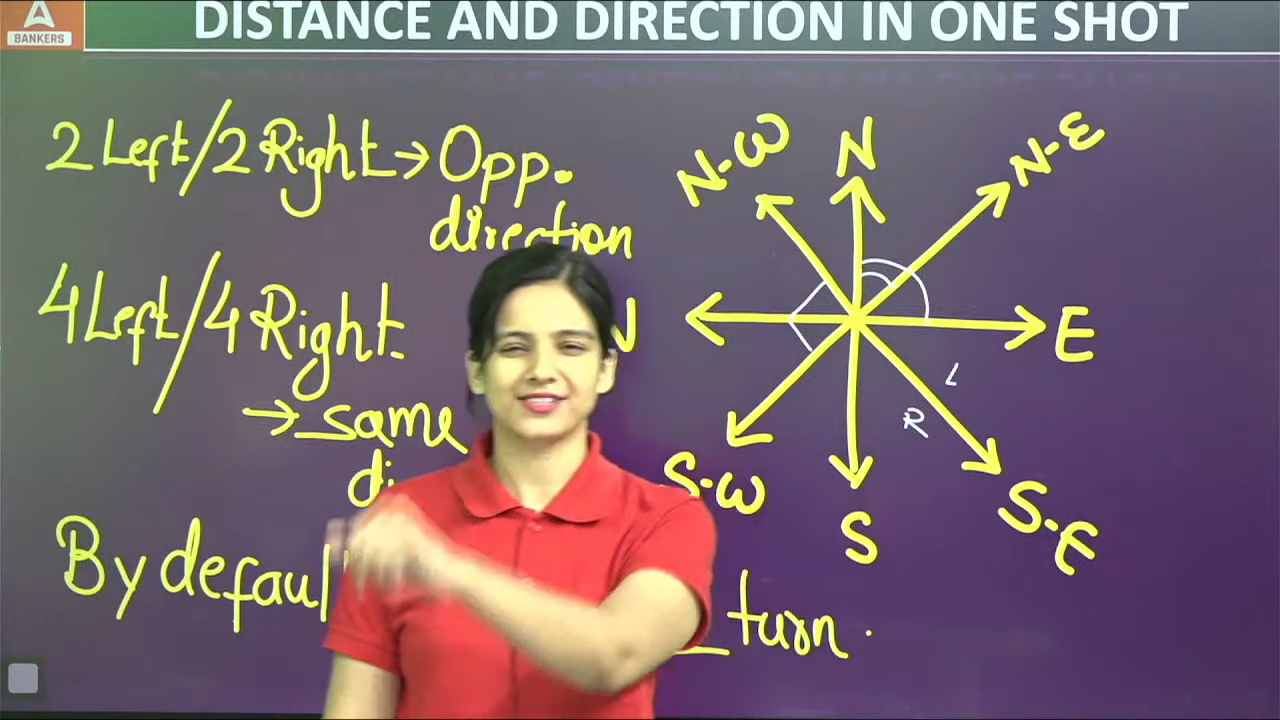 A
BANKERS
DISTANCE AND DIRECTION IN ONE SHOT
2 Left/2 Right → Opp.
direction
4 Left/4 Right
→ same
By
turn.
N-W
N
N-E
E
L
R
S-W
S
S-E